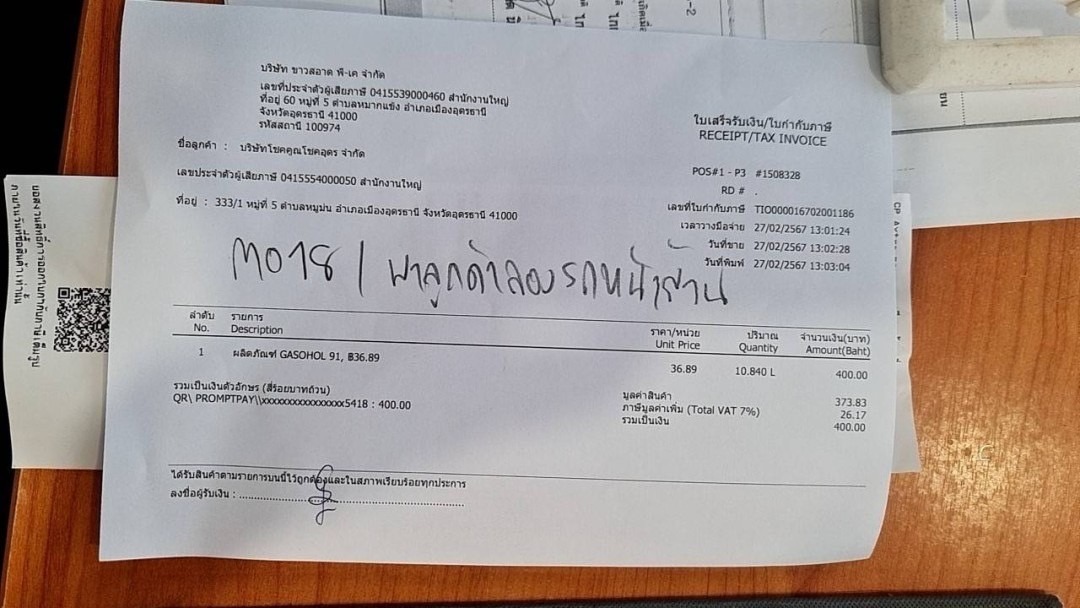 บริษัท ขาวสอาด พี-เค จำกัด
เลขที่ประจำตัวผู้เสียภาษี 0415539000460 สำนักงานใหญ่
ที่อยู่ 60 หมู่ที่ 5 ตำบลหมากแข้ง อำเภอเมืองอุดรธานี
จังหวัดอุดรธานี 41000
รหัสสถานี 100974
ใบเสร็จรับเงิน/ใบกำกับภาษี
RECEIPT/TAX INVOICE
ชื่อลูกค้า : บริษัทโชคคูณโชคอุดร จำกัด
เลขประจำตัวผู้เสียภาษี 0415554000050 สำนักงานใหญ่
ที่อยู่ : 333/1 หมู่ที่ 5 ตำบลหมูม่น อำเภอเมืองอุดรธานี จังหวัดอุดรธานี 41000
POS#1 - P3 #1508328
RD # .
เลขที่ใบกำกับภาษี TIO000016702001186
เวลาวางมือจ่าย 27/02/2567 13:01:24
วันที่ขาย 27/02/2567 13:02:28
วันที่พิมพ์ 27/02/2567 13:03:04
พาลูกค้าลองรถหน้าร้าน
ลำดับ รายการ ราคา/หน่วย ปริมาณ จำนวนเงิน(บาท)
No. Description Unit Price Quantity Amount(Baht)
1 ผลิตภัณฑ์ GASOHOL 91, ฿36.89 36.89 10.840 L 400.00
รวมเป็นเงินตัวอักษร (สี่ร้อยบาทถ้วน)
QR\ PROMPTPAY\\xxxxxxxxxxxxxxxx5418 : 400.00
มูลค่าสินค้า 373.83
ภาษีมูลค่าเพิ่ม (Total VAT 7%) 26.17
รวมเป็นเงิน 400.00
ได้รับสินค้าตามรายการบนนี้ไว้ถูกต้องและในสภาพเรียบร้อยทุกประการ
ลงชื่อผู้รับเงิน :